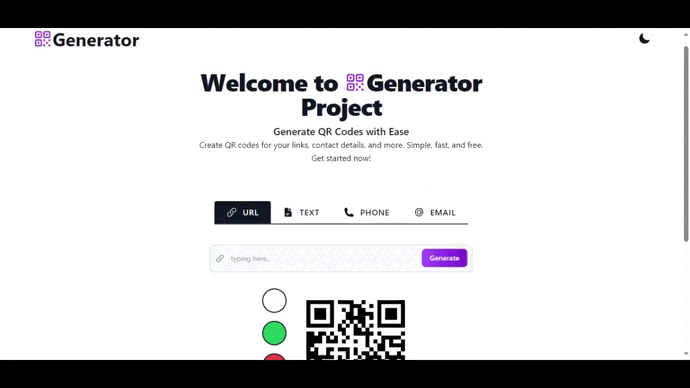 Generator
Welcome to Generator
Project
Generate QR Codes with Ease
Create QR codes for your links, contact details, and more. Simple, fast, and free.
Get started now!
URL TEXT PHONE EMAIL
typing here.. Generate